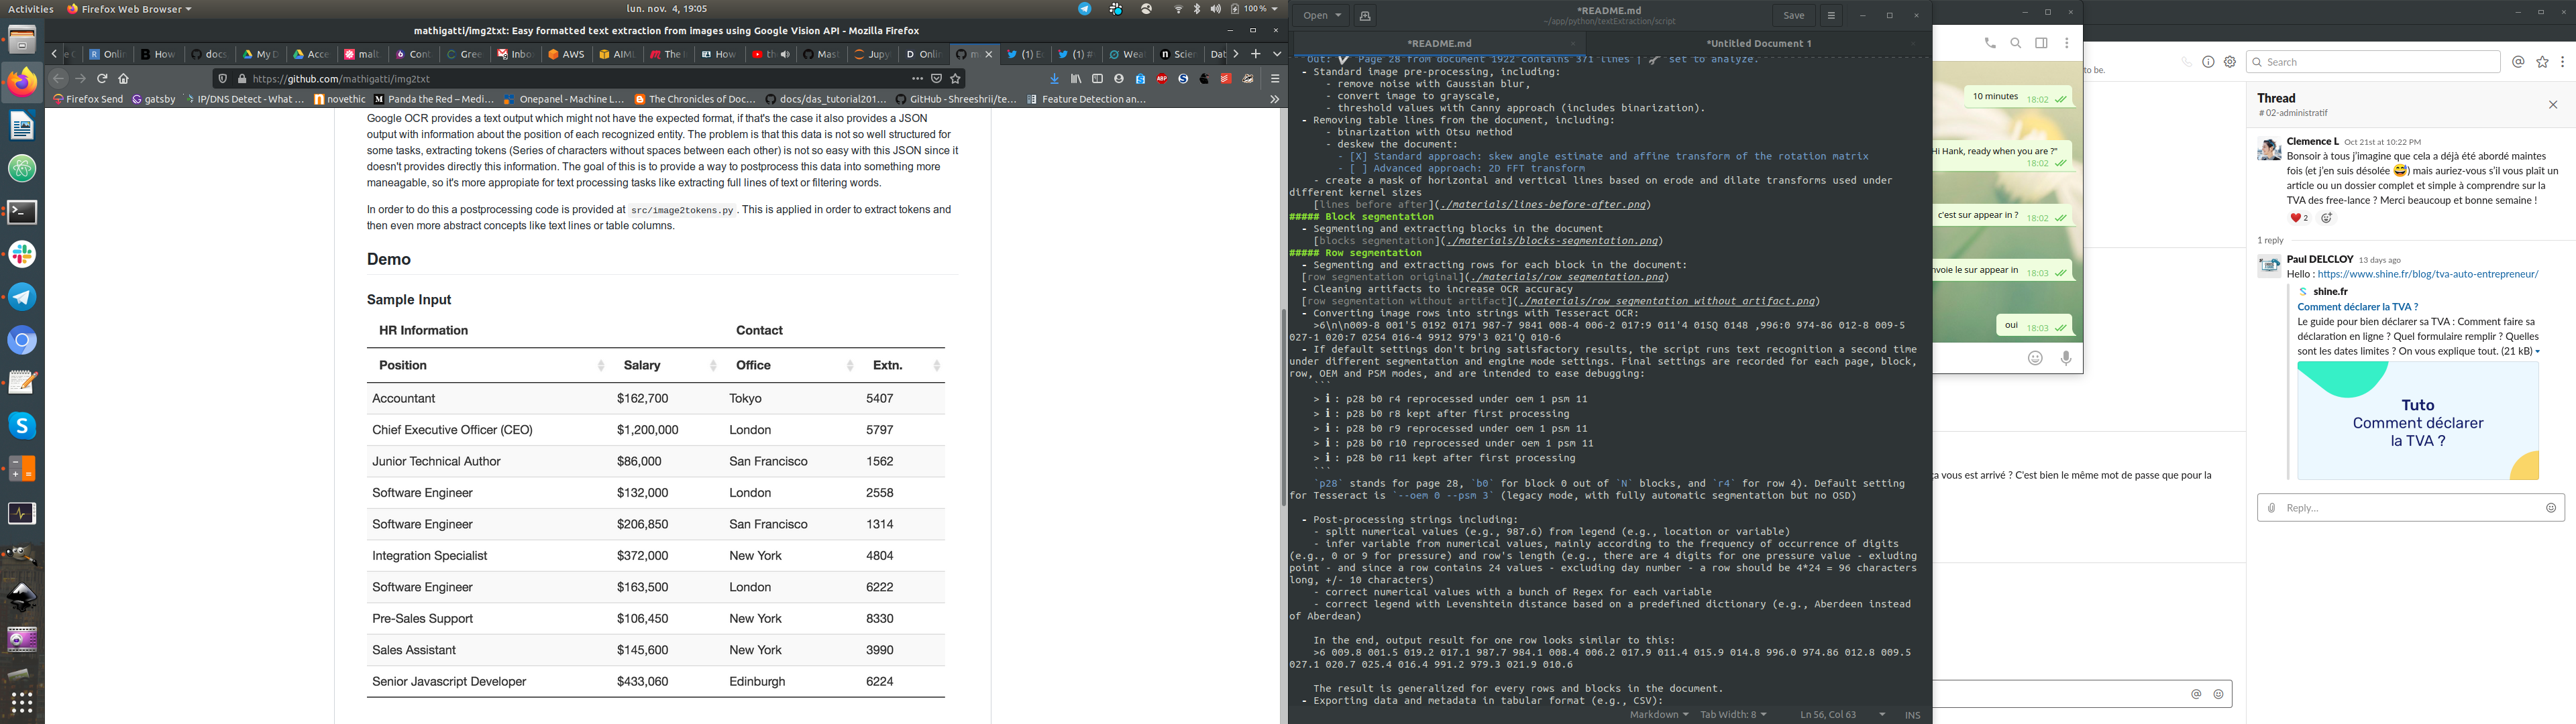 Activities
Firefox Web Browser
lun. nov. 4, 19:05
100 %
mathigatti/img2txt: Easy formatted text extraction from images using Google Vision API - Mozilla Firefox
https://github.com/mathigatti/img2txt
Firefox Send
gatsby
IP/DNS Detect - What ...
novethic
Panda the Red – Medi...
Onepanel - Machine L...
The Chronicles of Doc...
docs/das_tutorial201...
GitHub - Shreeshrii/te...
Feature Detection an...
Google OCR provides a text output which might not have the expected format, if that's the case it also provides a JSON
output with information about the position of each recognized entity. The problem is that this data is not so well structured for
some tasks, extracting tokens (Series of characters without spaces between each other) is not so easy with this JSON since it
doesn't provides directly this information. The goal of this is to provide a way to postprocess this data into something more
maneagable, so it's more appropiate for text processing tasks like extracting full lines of text or filtering words.
In order to do this a postprocessing code is provided at src/image2tokens.py. This is applied in order to extract tokens and
then even more abstract concepts like text lines or table columns.
Demo
Sample Input
HR Information Contact
Position Salary Office Extn.
Accountant $162,700 Tokyo 5407
Chief Executive Officer (CEO) $1,200,000 London 5797
Junior Technical Author $86,000 San Francisco 1562
Software Engineer $132,000 London 2558
Software Engineer $206,850 San Francisco 1314
Integration Specialist $372,000 New York 4804
Software Engineer $163,500 London 6222
Pre-Sales Support $106,450 New York 8330
Sales Assistant $145,600 New York 3990
Senior Javascript Developer $433,060 Edinburgh 6224
Open
*README.md
~/app/python/textExtraction/script
Save
*README.md
*Untitled Document 1
Out: ✔ Page 28 from document 1922 contains 371 lines | set to analyze.
- Standard image pre-processing, including:
- remove noise with Gaussian blur,
- convert image to grayscale,
- threshold values with Canny approach (includes binarization).
- Removing table lines from the document, including:
- binarization with Otsu method
- deskew the document:
- [X] Standard approach: skew angle estimate and affine transform of the rotation matrix
- [ ] Advanced approach: 2D FFT transform
- create a mask of horizontal and vertical lines based on erode and dilate transforms used under
different kernel sizes
[lines before after](./materials/lines-before-after.png)
##### Block segmentation
- Segmenting and extracting blocks in the document
[blocks segmentation](./materials/blocks-segmentation.png)
##### Row segmentation
- Segmenting and extracting rows for each block in the document:
[row segmentation original](./materials/row_segmentation.png)
- Cleaning artifacts to increase OCR accuracy
[row segmentation without artifact](./materials/row_segmentation_without_artifact.png)
- Converting image rows into strings with Tesseract OCR:
>6\n\n009-8 001'5 0192 0171 987-7 9841 008-4 006-2 017:9 011'4 015Q 0148 ,996:0 974-86 012-8 009-5
027-1 020:7 0254 016-4 9912 979'3 021'Q 010-6
- If default settings don't bring satisfactory results, the script runs text recognition a second time
under different segmentation and engine mode settings. Final settings are recorded for each page, block,
row, OEM and PSM modes, and are intended to ease debugging:
```
> ℹ : p28 b0 r4 reprocessed under oem 1 psm 11
> ℹ : p28 b0 r8 kept after first processing
> ℹ : p28 b0 r9 reprocessed under oem 1 psm 11
> ℹ : p28 b0 r10 reprocessed under oem 1 psm 11
> ℹ : p28 b0 r11 kept after first processing
```
`p28` stands for page 28, `b0` for block 0 out of `N` blocks, and `r4` for row 4). Default setting
for Tesseract is `--oem 0 --psm 3` (legacy mode, with fully automatic segmentation but no OSD)
- Post-processing strings including:
- split numerical values (e.g., 987.6) from legend (e.g., location or variable)
- infer variable from numerical values, mainly according to the frequency of occurrence of digits
(e.g., 0 or 9 for pressure) and row's length (e.g., there are 4 digits for one pressure value - exluding
point - and since a row contains 24 values - excluding day number - a row should be 4*24 = 96 characters
long, +/- 10 characters)
- correct numerical values with a bunch of Regex for each variable
- correct legend with Levenshtein distance based on a predefined dictionary (e.g., Aberdeen instead
of Aberdean)
In the end, output result for one row looks similar to this:
>6 009.8 001.5 019.2 017.1 987.7 984.1 008.4 006.2 017.9 011.4 015.9 014.8 996.0 974.86 012.8 009.5
027.1 020.7 025.4 016.4 991.2 979.3 021.9 010.6
The result is generalized for every rows and blocks in the document.
- Exporting data and metadata in tabular format (e.g., CSV):
Markdown
Tab Width: 8
Ln 56, Col 63
INS
10 minutes 18:02
Hi Hank, ready when you are ?"
18:02
c'est sur appear in ? 18:02
nvoie le sur appear in 18:03
oui 18:03
to be.
vous est arrivé ? C'est bien le même mot de passe que pour la
Search
Thread
# 02-administratif
Clemence L Oct 21st at 10:22 PM
Bonsoir à tous j'imagine que cela a déjà été abordé maintes
fois (et j'en suis désolée 😅) mais auriez-vous s'il vous plaît un
article ou un dossier complet et simple à comprendre sur la
TVA des free-lance ? Merci beaucoup et bonne semaine !
❤️ 2
1 reply
Paul DELCLOY 13 days ago
Hello : https://www.shine.fr/blog/tva-auto-entrepreneur/
shine.fr
Comment déclarer la TVA ?
Le guide pour bien déclarer sa TVA : Comment faire sa
déclaration en ligne ? Quel formulaire remplir ? Quelles
sont les dates limites ? On vous explique tout. (21 kB)
Tuto
Comment déclarer
la TVA ?
Reply...